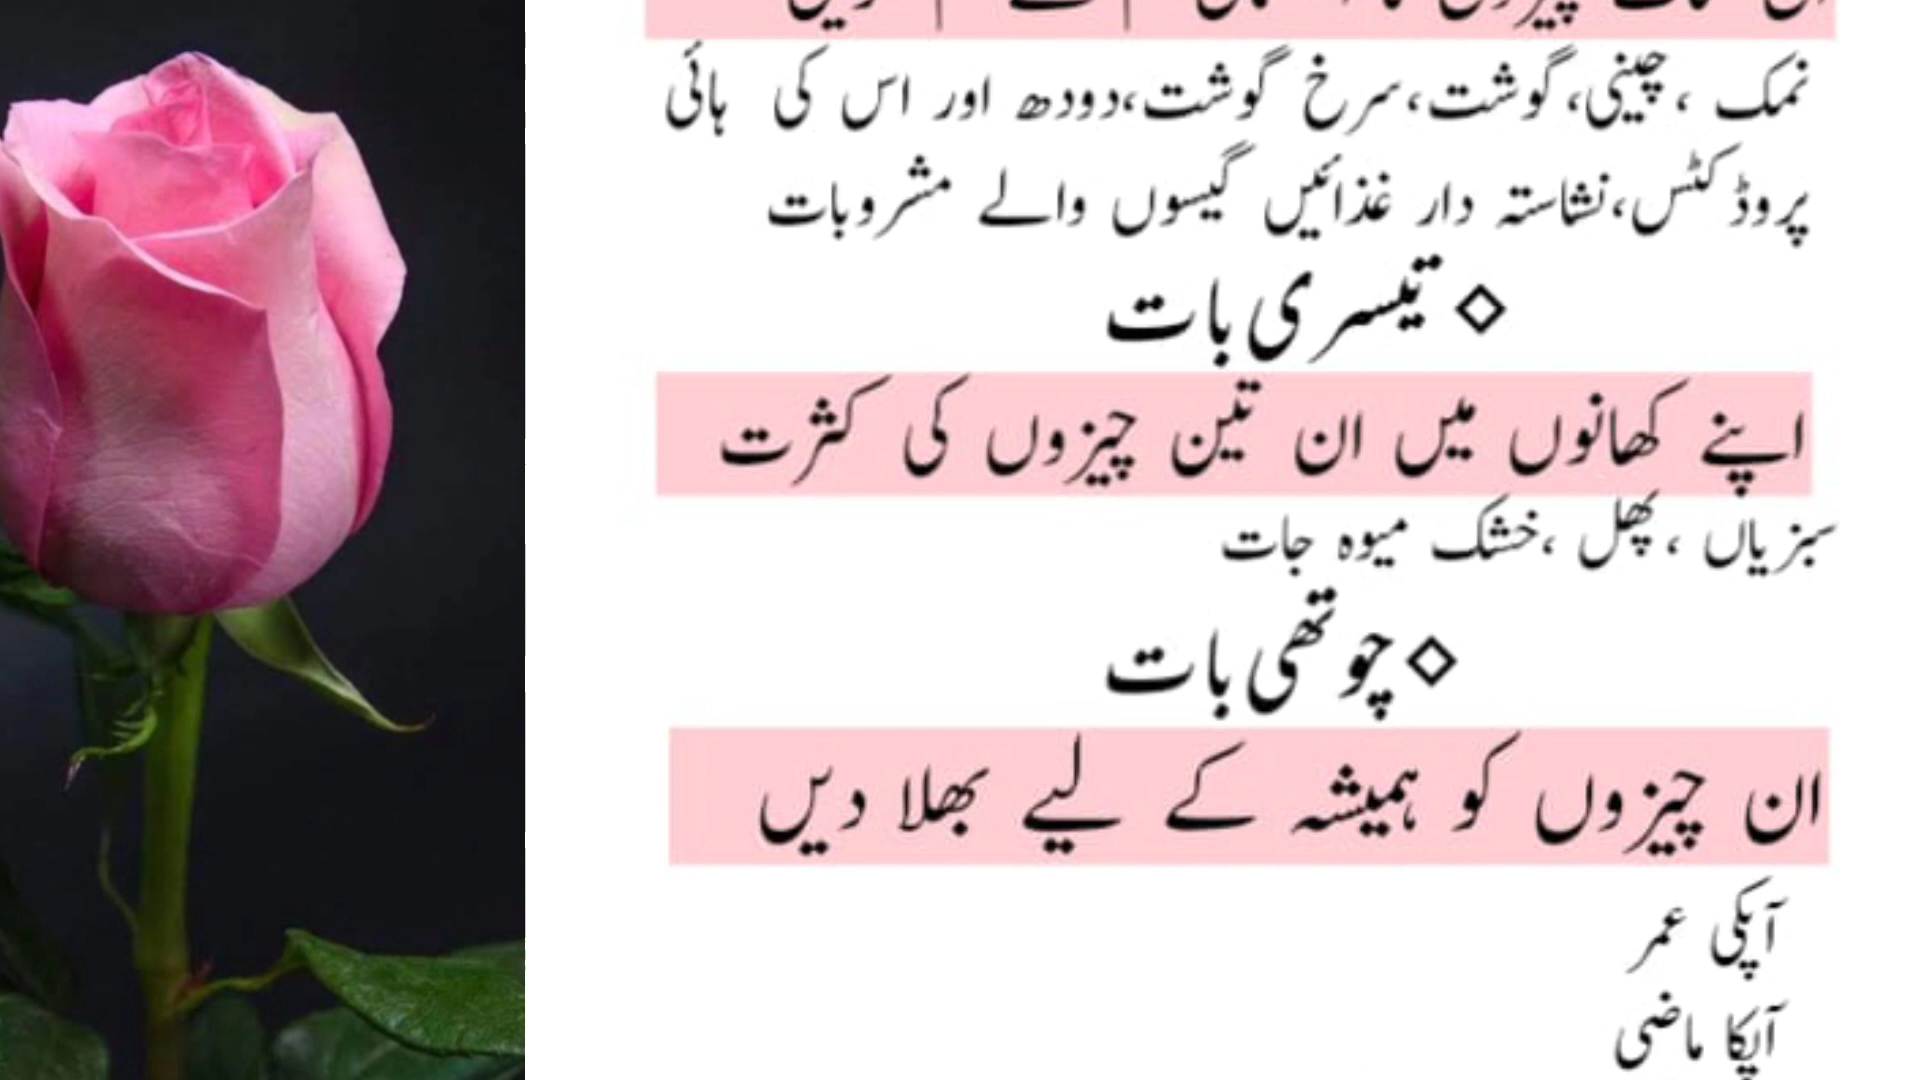 نمک ، چینی، گوشت، سرخ گوشت،دودھ اور اس کی ہائی
پروڈکٹس،نشاستہ دار غذائیں گیسوں والے مشروبات
◇ تیسری بات
اپنے کھانوں میں ان تین چیزوں کی کثرت
سبزیاں ، پھل ،خشک میوہ جات
◇ چوتھی بات
ان چیزوں کو ہمیشہ کے لیے بھلا دیں
آپکی عمر
آپکا ماضی